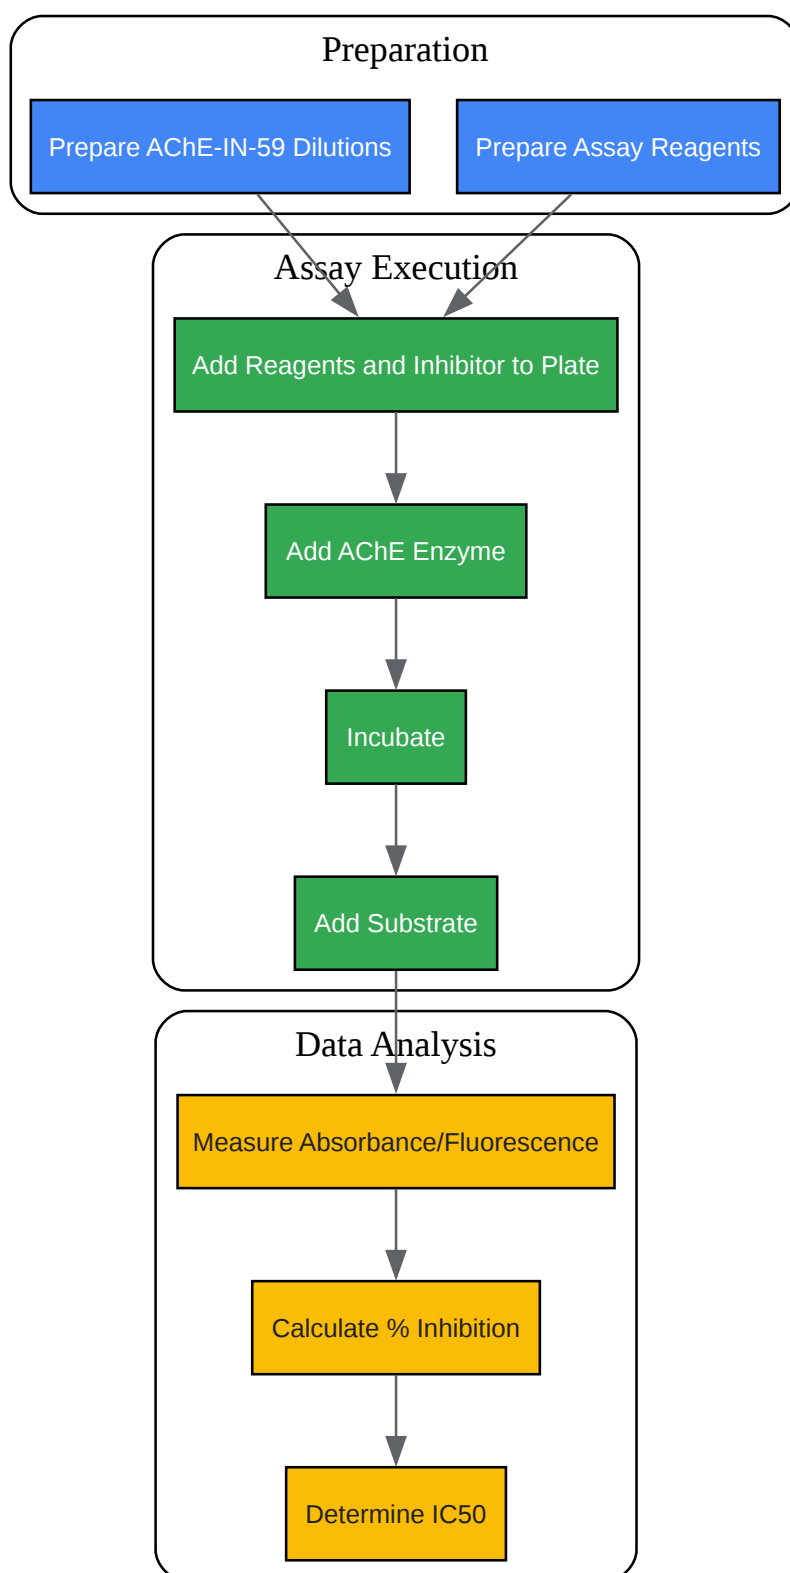 Preparation
Prepare AChE-IN-59 Dilutions
Prepare Assay Reagents
Assay Execution
Add Reagents and Inhibitor to Plate
Add AChE Enzyme
Incubate
Add Substrate
Data Analysis
Measure Absorbance/Fluorescence
Calculate % Inhibition
Determine IC50